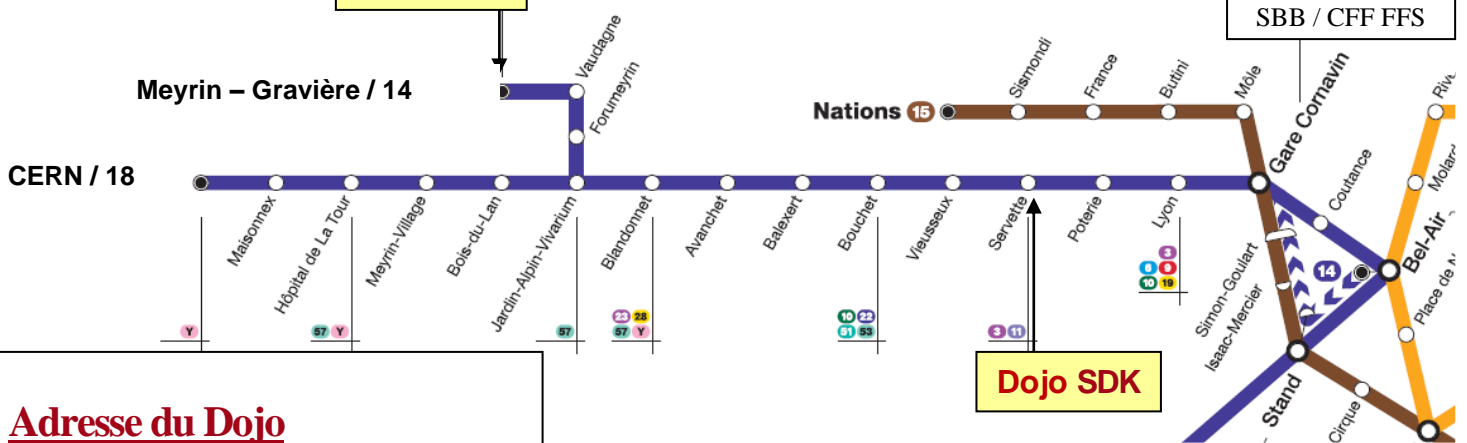 SBB / CFF FFS
Meyrin – Gravière / 14
Vaudagne
Forumeyrin
Nations 15
Sismondi
France
Butini
Môle
Gare Cornavin
CERN / 18
Maisonnex
Hôpital de La Tour
Meyrin-Village
Bois-du-Lan
Jardin-Alpin-Vivarium
Blandonnet
Avanchet
Balexert
Bouchet
Vieusseux
Servette
Poterie
Lyon
Coutance
Molard
Bel-Air
14
Simon-Goulart
Isaac-Mercier
Place de
Stand
Cirque
Y
57 Y
57
23 28
57 Y
10 22
51 53
3 11
3
6 9
10 19
Dojo SDK
Adresse du Dojo